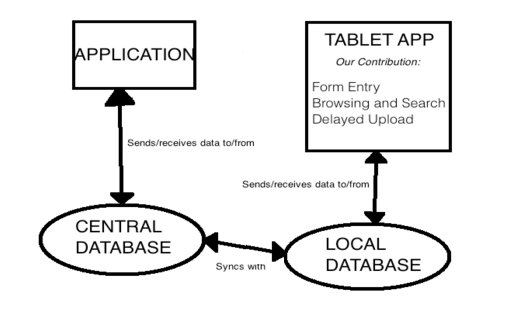 APPLICATION
TABLET APP
Our Contribution:
Form Entry
Browsing and Search
Delayed Upload
Sends/receives data to/from
Sends/receives data to/from
CENTRAL
DATABASE
LOCAL
DATABASE
Syncs with